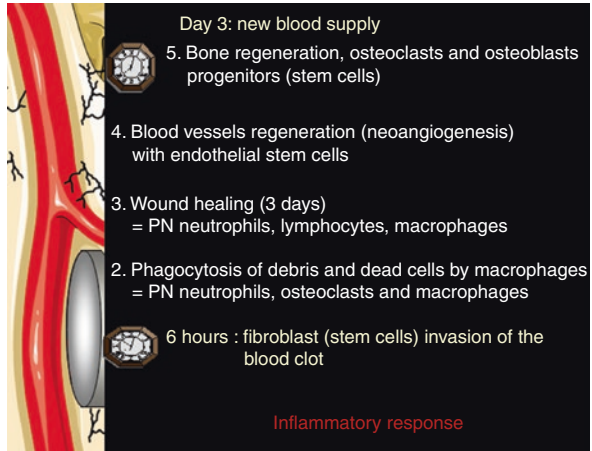 Day 3: new blood supply
5. Bone regeneration, osteoclasts and osteoblasts
progenitors (stem cells)
4. Blood vessels regeneration (neoangiogenesis)
with endothelial stem cells
3. Wound healing (3 days)
= PN neutrophils, lymphocytes, macrophages
2. Phagocytosis of debris and dead cells by macrophages
= PN neutrophils, osteoclasts and macrophages
6 hours : fibroblast (stem cells) invasion of the
blood clot
Inflammatory response